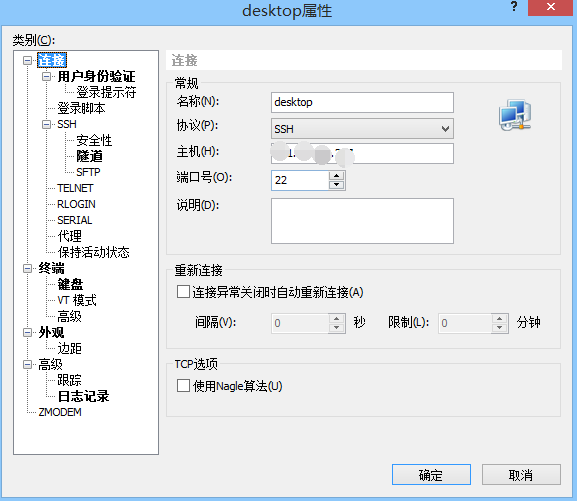 desktop属性
类别(C):
连接
用户身份验证
登录提示符
登录脚本
SSH
安全性
隧道
SFTP
TELNET
RLOGIN
SERIAL
代理
保持活动状态
终端
键盘
VT 模式
高级
外观
边距
高级
跟踪
日志记录
ZMODEM
连接
常规
名称(N):
desktop
协议(P):
SSH
主机(H):
端口号(O):
22
说明(D):
重新连接
连接异常关闭时自动重新连接(A)
间隔(V):
0
秒
限制(L):
0
分钟
TCP选项
使用Nagle算法(U)
确定
取消